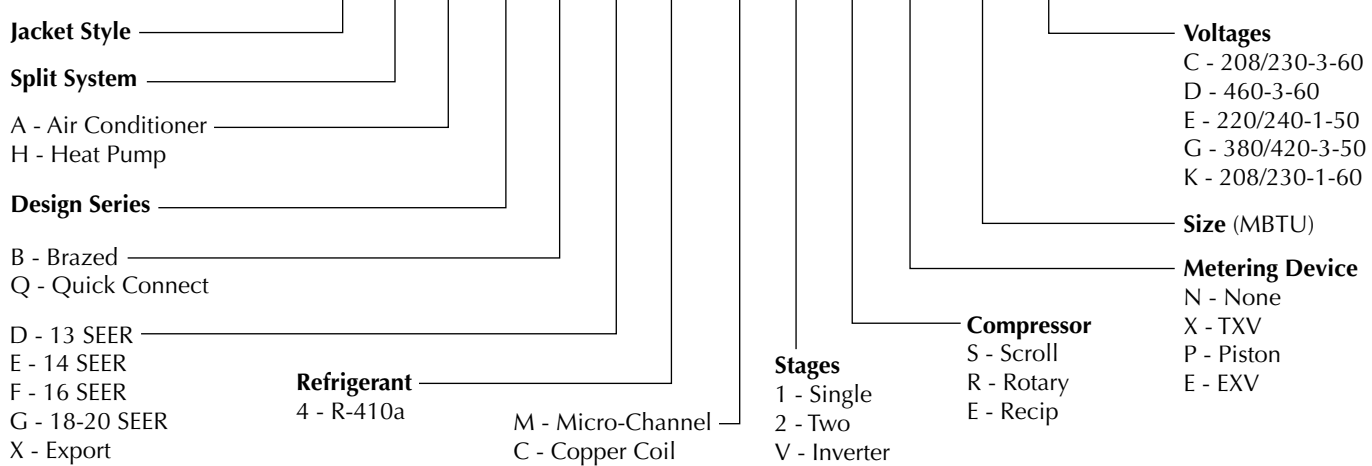 Jacket Style
Split System
A - Air Conditioner
H - Heat Pump
Design Series
B - Brazed
Q - Quick Connect
D - 13 SEER
E - 14 SEER
F - 16 SEER
G - 18-20 SEER
X - Export
Refrigerant
4 - R-410a
M - Micro-Channel
C - Copper Coil
Stages
1 - Single
2 - Two
V - Inverter
Compressor
S - Scroll
R - Rotary
E - Recip
Voltages
C - 208/230-3-60
D - 460-3-60
E - 220/240-1-50
G - 380/420-3-50
K - 208/230-1-60
Size (MBTU)
Metering Device
N - None
X - TXV
P - Piston
E - EXV